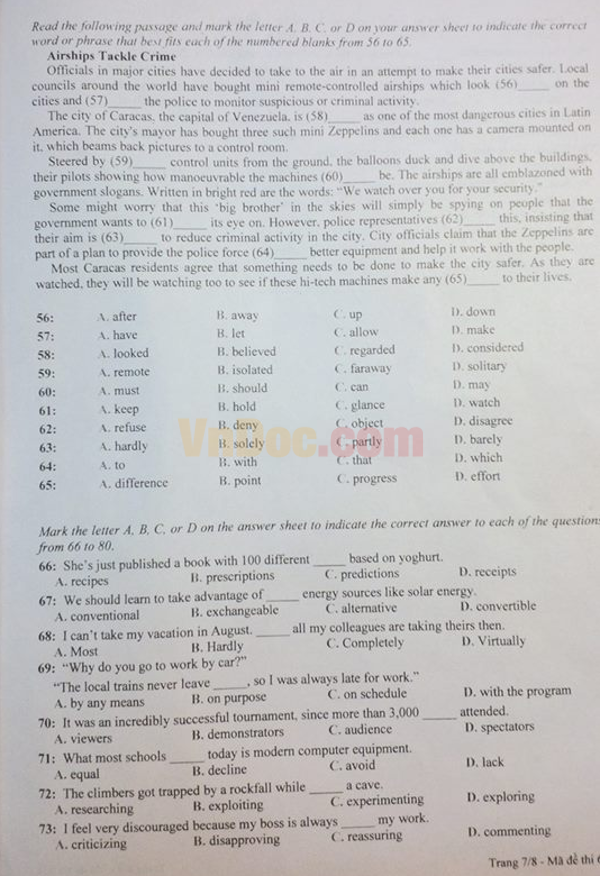 Read the following passage and mark the letter A, B, C, or D on your answer sheet to indicate the correct
word or phrase that best fits each of the numbered blanks from 56 to 65.
Airships Tackle Crime
Officials in major cities have decided to take to the air in an attempt to make their cities safer. Local
councils around the world have bought mini remote-controlled airships which look (56)_____ on the
cities and (57)_____ the police to monitor suspicious or criminal activity.
The city of Caracas, the capital of Venezuela, is (58)_____ as one of the most dangerous cities in Latin
America. The city's mayor has bought three such mini Zeppelins and each one has a camera mounted on
it, which beams back pictures to a control room.
Steered by (59)_____ control units from the ground, the balloons duck and dive above the buildings,
their pilots showing how manoeuvrable the machines (60)_____ be. The airships are all emblazoned with
government slogans. Written in bright red are the words: "We watch over you for your security."
Some might worry that this 'big brother' in the skies will simply be spying on people that the
government wants to (61)_____ its eye on. However, police representatives (62)_____ this, insisting that
their aim is (63)_____ to reduce criminal activity in the city. City officials claim that the Zeppelins are
part of a plan to provide the police force (64)_____ better equipment and help it work with the people.
Most Caracas residents agree that something needs to be done to make the city safer. As they are
watched, they will be watching too to see if these hi-tech machines make any (65)_____ to their lives.
56: A. after B. away C. up D. down
57: A. have B. let C. allow D. make
58: A. looked B. believed C. regarded D. considered
59: A. remote B. isolated C. faraway D. solitary
60: A. must B. should C. can D. may
61: A. keep B. hold C. glance D. watch
62: A. refuse B. deny C. object D. disagree
63: A. hardly B. solely C. partly D. barely
64: A. to B. with C. that D. which
65: A. difference B. point C. progress D. effort
VnDoc.com
Mark the letter A, B, C, or D on the answer sheet to indicate the correct answer to each of the questions
from 66 to 80.
66: She's just published a book with 100 different _____ based on yoghurt.
A. recipes B. prescriptions C. predictions D. receipts
67: We should learn to take advantage of _____ energy sources like solar energy.
A. conventional B. exchangeable C. alternative D. convertible
68: I can't take my vacation in August. _____ all my colleagues are taking theirs then.
A. Most B. Hardly C. Completely D. Virtually
69: "Why do you go to work by car?"
"The local trains never leave _____, so I was always late for work."
A. by any means B. on purpose C. on schedule D. with the program
70: It was an incredibly successful tournament, since more than 3,000 _____ attended.
A. viewers B. demonstrators C. audience D. spectators
71: What most schools _____ today is modern computer equipment.
A. equal B. decline C. avoid D. lack
72: The climbers got trapped by a rockfall while _____ a cave.
A. researching B. exploiting C. experimenting D. exploring
73: I feel very discouraged because my boss is always _____ my work.
A. criticizing B. disapproving C. reassuring D. commenting
Trang 7/8 - Mã đề thi 6